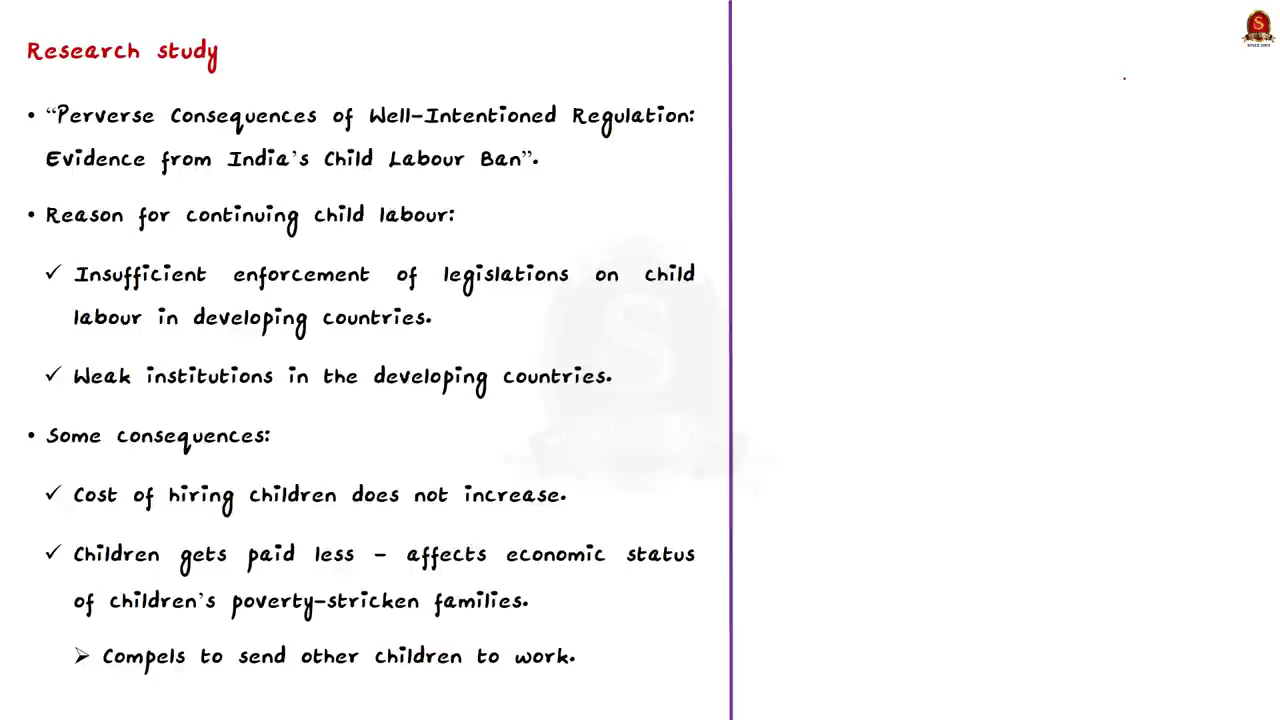 Research study
• “Perverse Consequences of Well-Intentioned Regulation:
Evidence from India’s Child Labour Ban”.
• Reason for continuing child labour:
✓ Insufficient enforcement of legislations on child
labour in developing countries.
✓ Weak institutions in the developing countries.
• Some consequences:
✓ Cost of hiring children does not increase.
✓ Children gets paid less – affects economic status
of children’s poverty-stricken families.
➢ Compels to send other children to work.
S
SINCE 2004